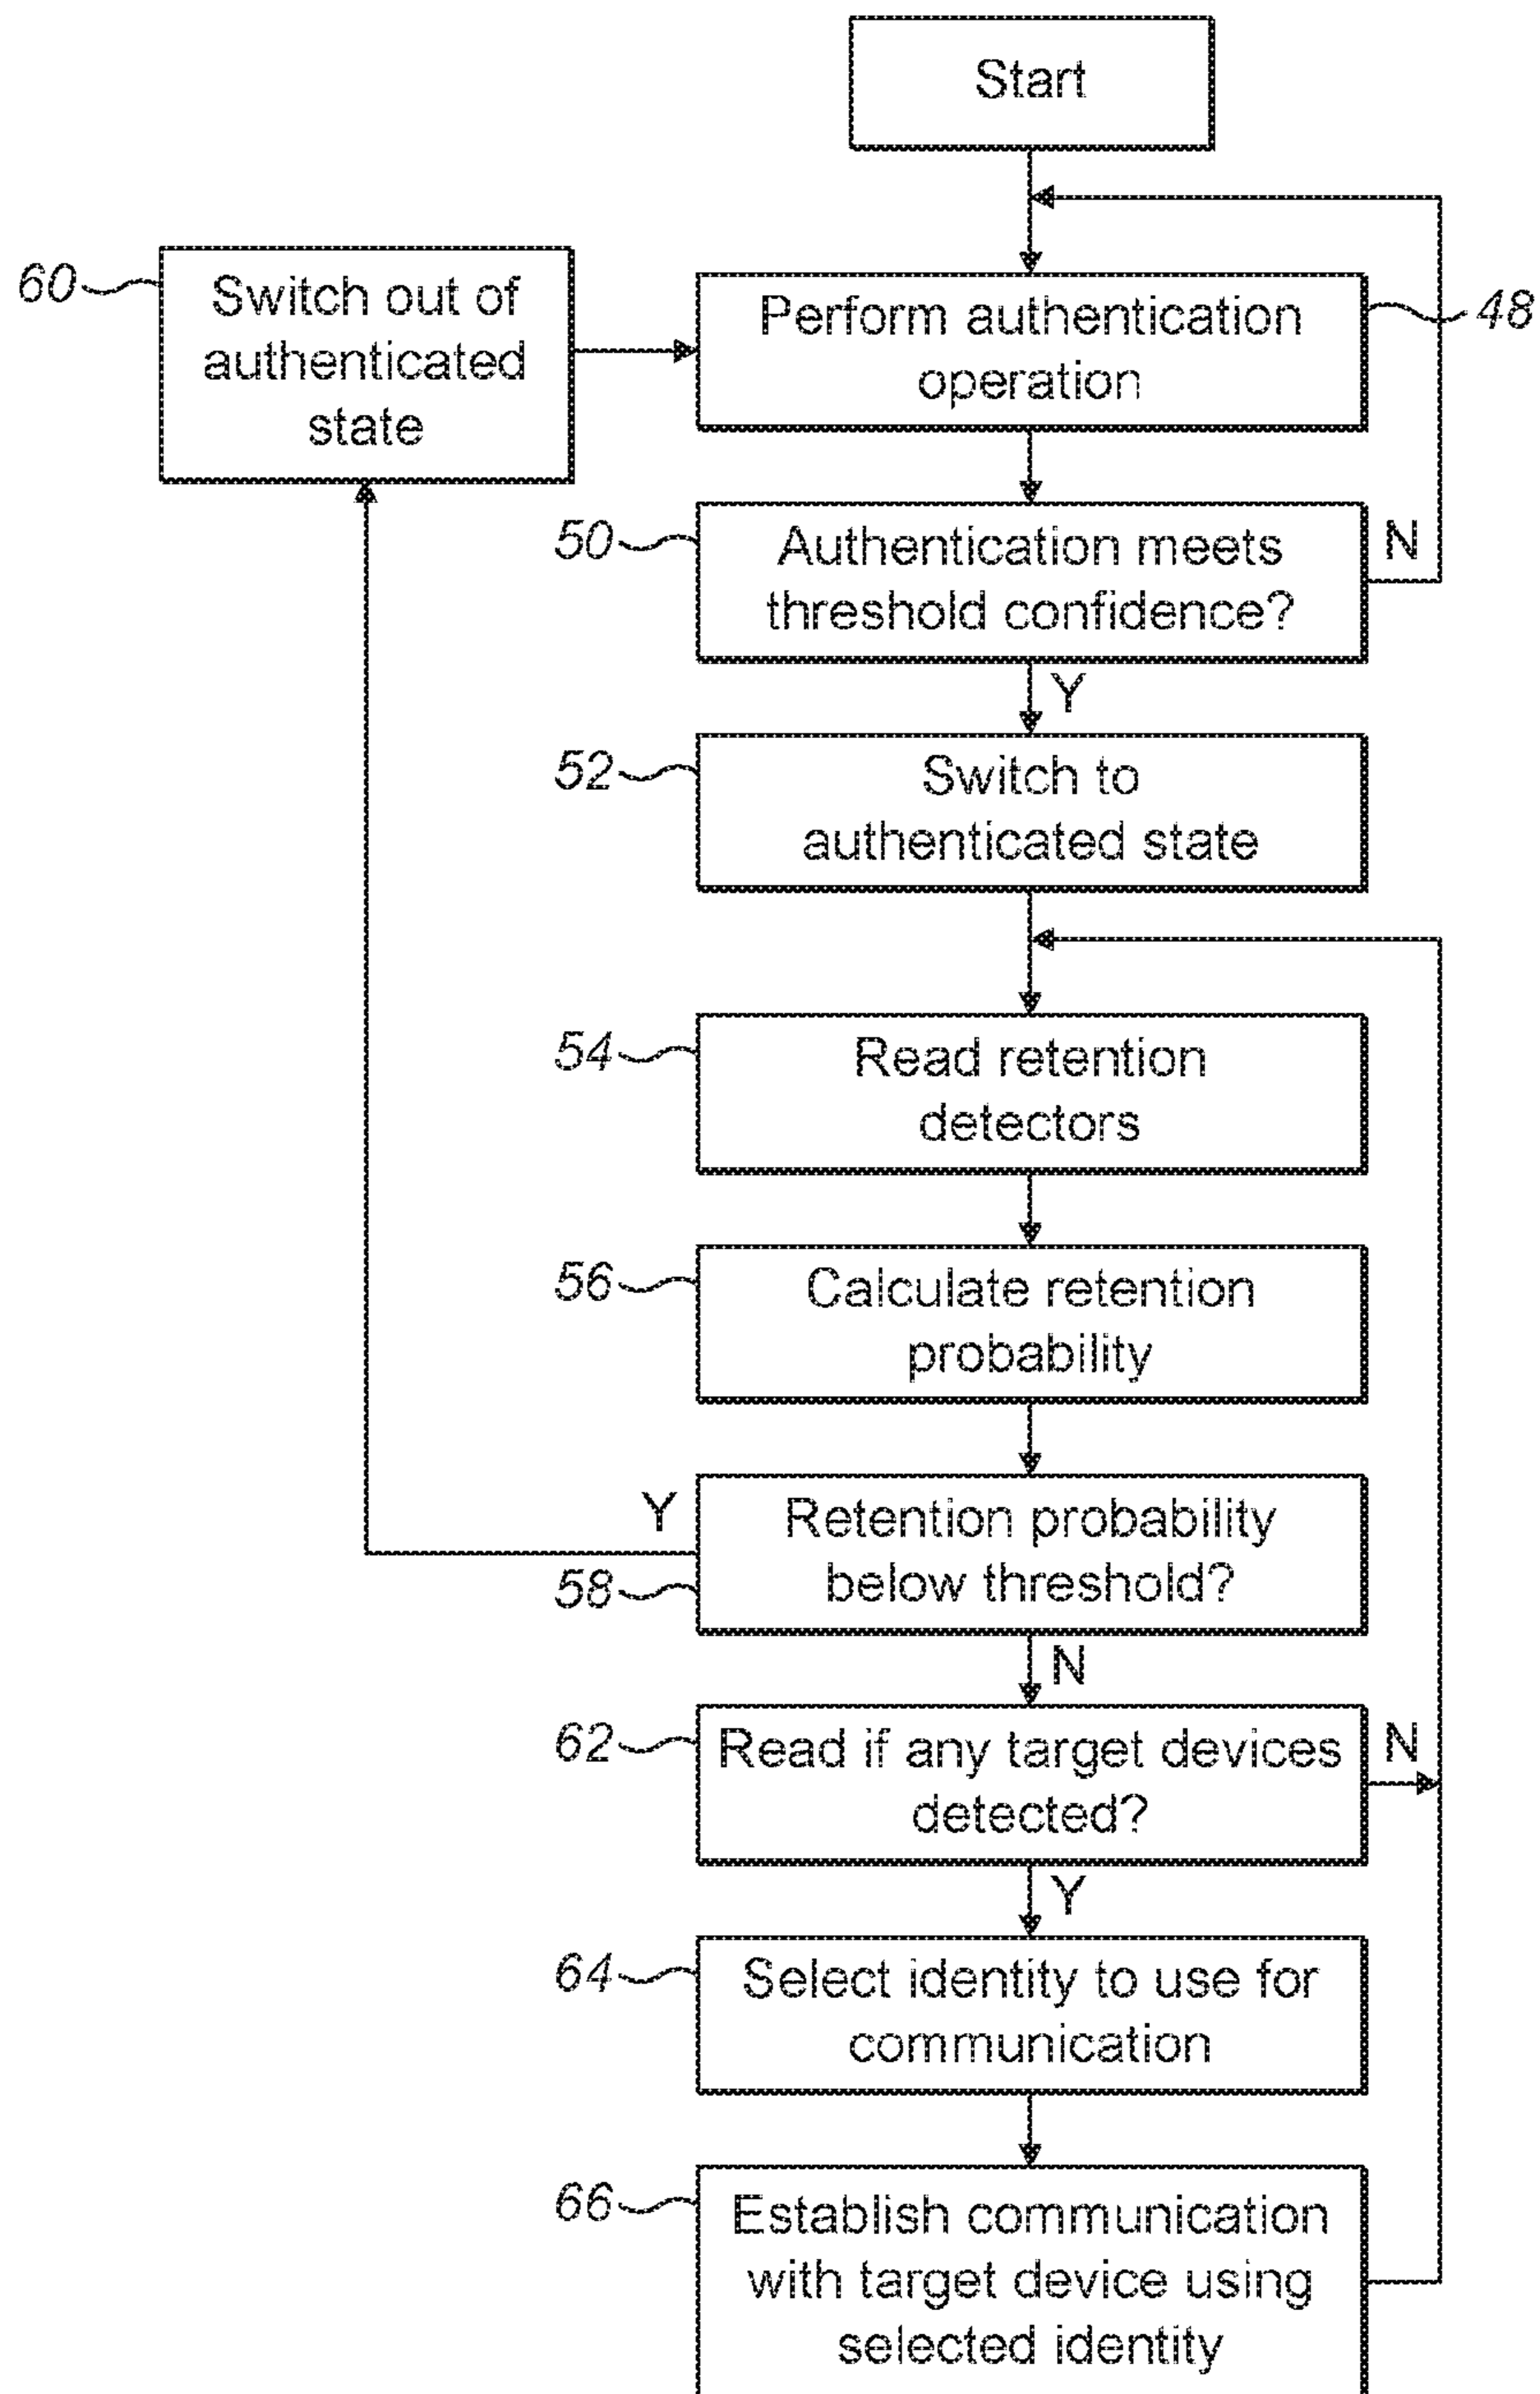 Start
60
Switch out of
authenticated
state
Perform authentication
operation
48
50
Authentication meets
threshold confidence?
N
Y
52
Switch to
authenticated state
54
Read retention
detectors
56
Calculate retention
probability
Y
58
Retention probability
below threshold?
N
62
Read if any target devices
detected?
N
Y
64
Select identity to use for
communication
66
Establish communication
with target device using
selected identity